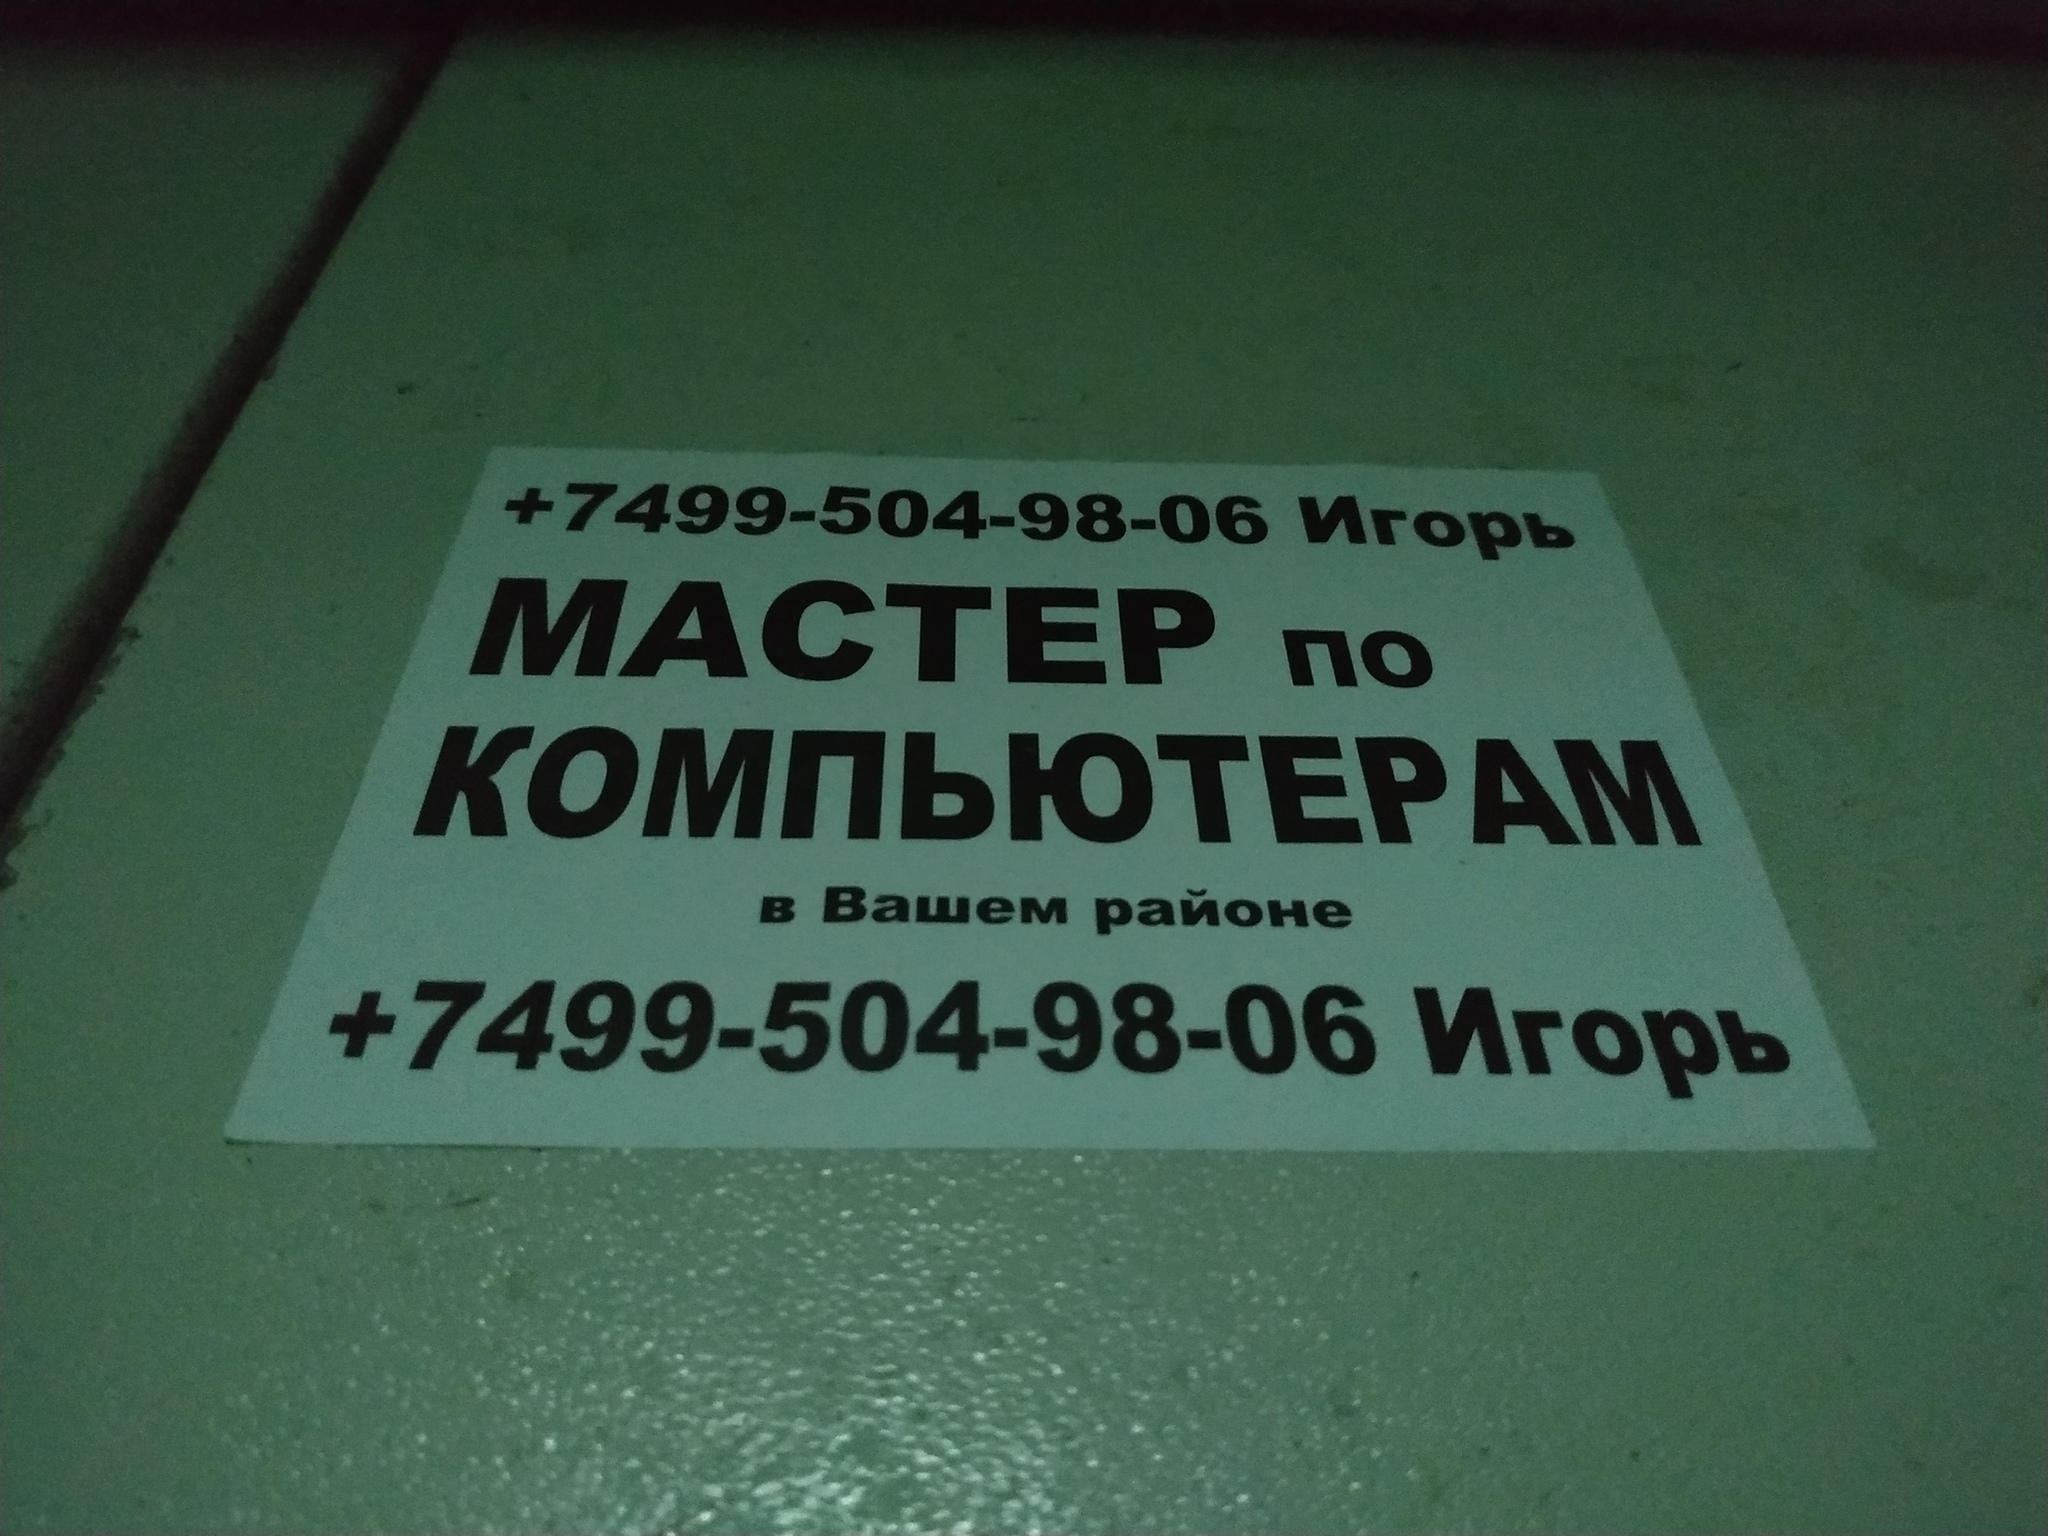 +7499-504-98-06 Игорь
МАСТЕР по
КОМПЬЮТЕРАМ
в Вашем районе
+7499-504-98-06 Игорь